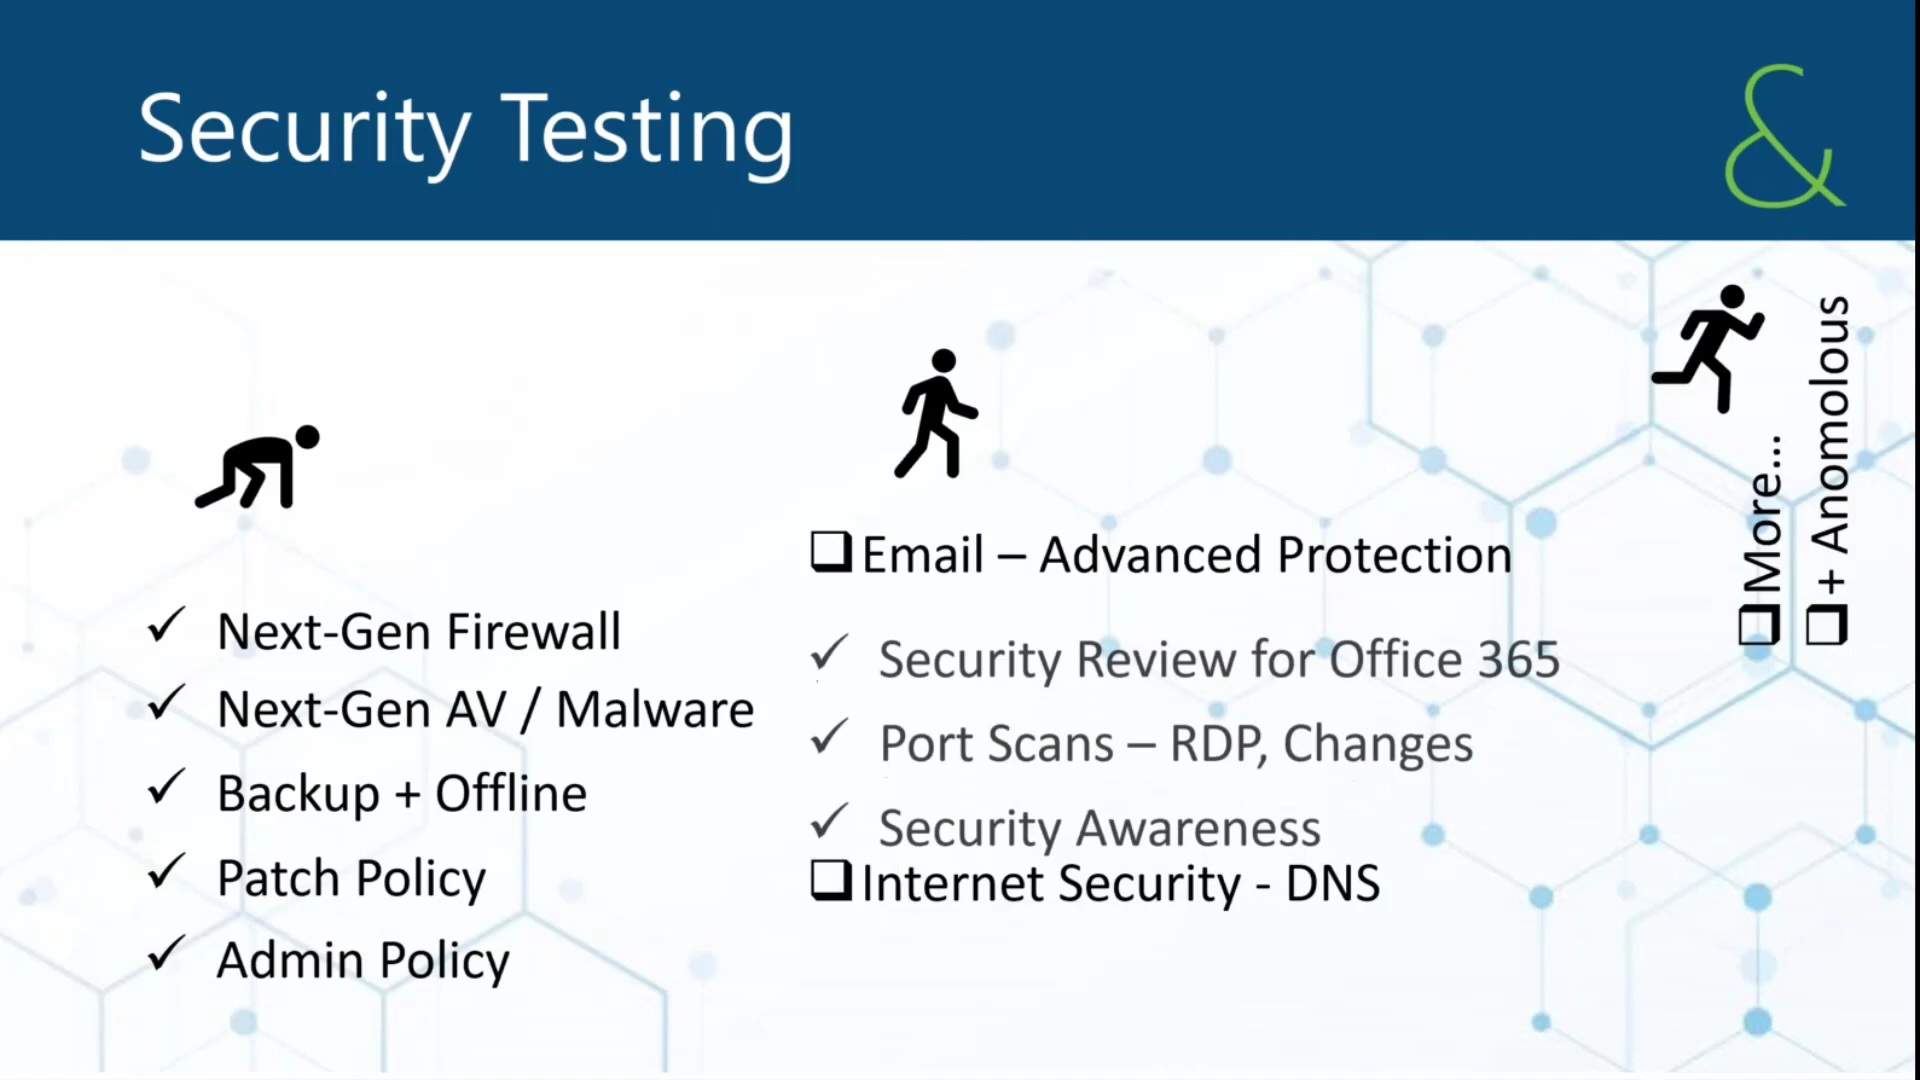 Security Testing
&
Next-Gen Firewall
Next-Gen AV / Malware
Backup + Offline
Patch Policy
Admin Policy
Email – Advanced Protection
Security Review for Office 365
Port Scans – RDP, Changes
Security Awareness
Internet Security - DNS
More...
+ Anomolous